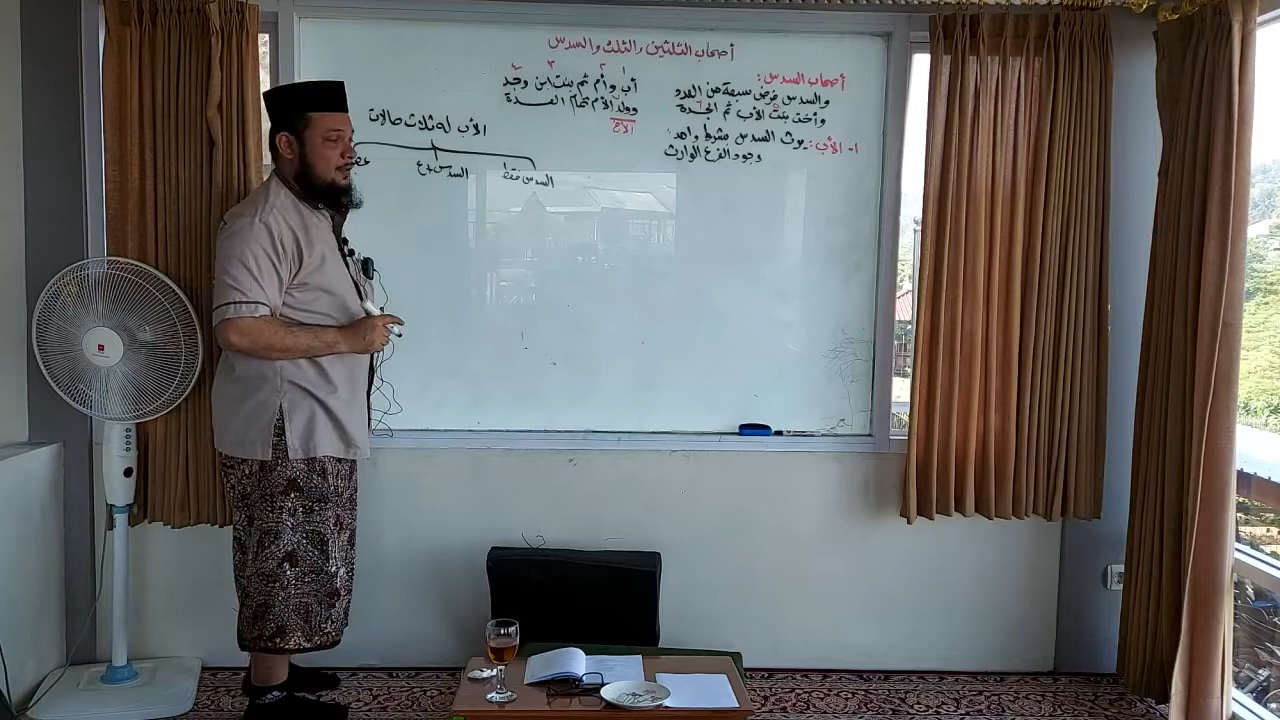 أصحاب الثلثين والثلث والسدس
أصحاب السدس:
والسدس فرض سبعة من العدد
أب وأم ثم بنت ابن وجد
وأخت بنت الأب ثم الجدة
وولد الأم تمام العدة
الأخ
١- الأب: يرث السدس بشرط واحد:
وجود الفرع الوارث
الأب له ثلاث حالات
السدس فقط
السدس + ع